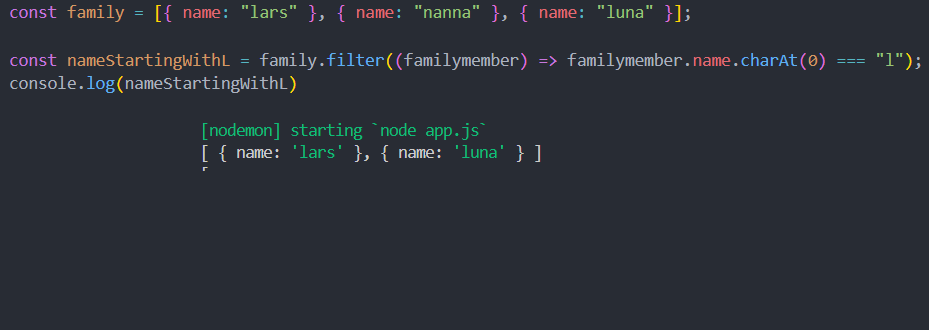 const family = [{ name: "lars" }, { name: "nanna" }, { name: "luna" }];
const nameStartingWithL = family.filter((familymember) => familymember.name.charAt(0) === "l");
console.log(nameStartingWithL)
[nodemon] starting `node app.js`
[ { name: 'lars' }, { name: 'luna' } ]